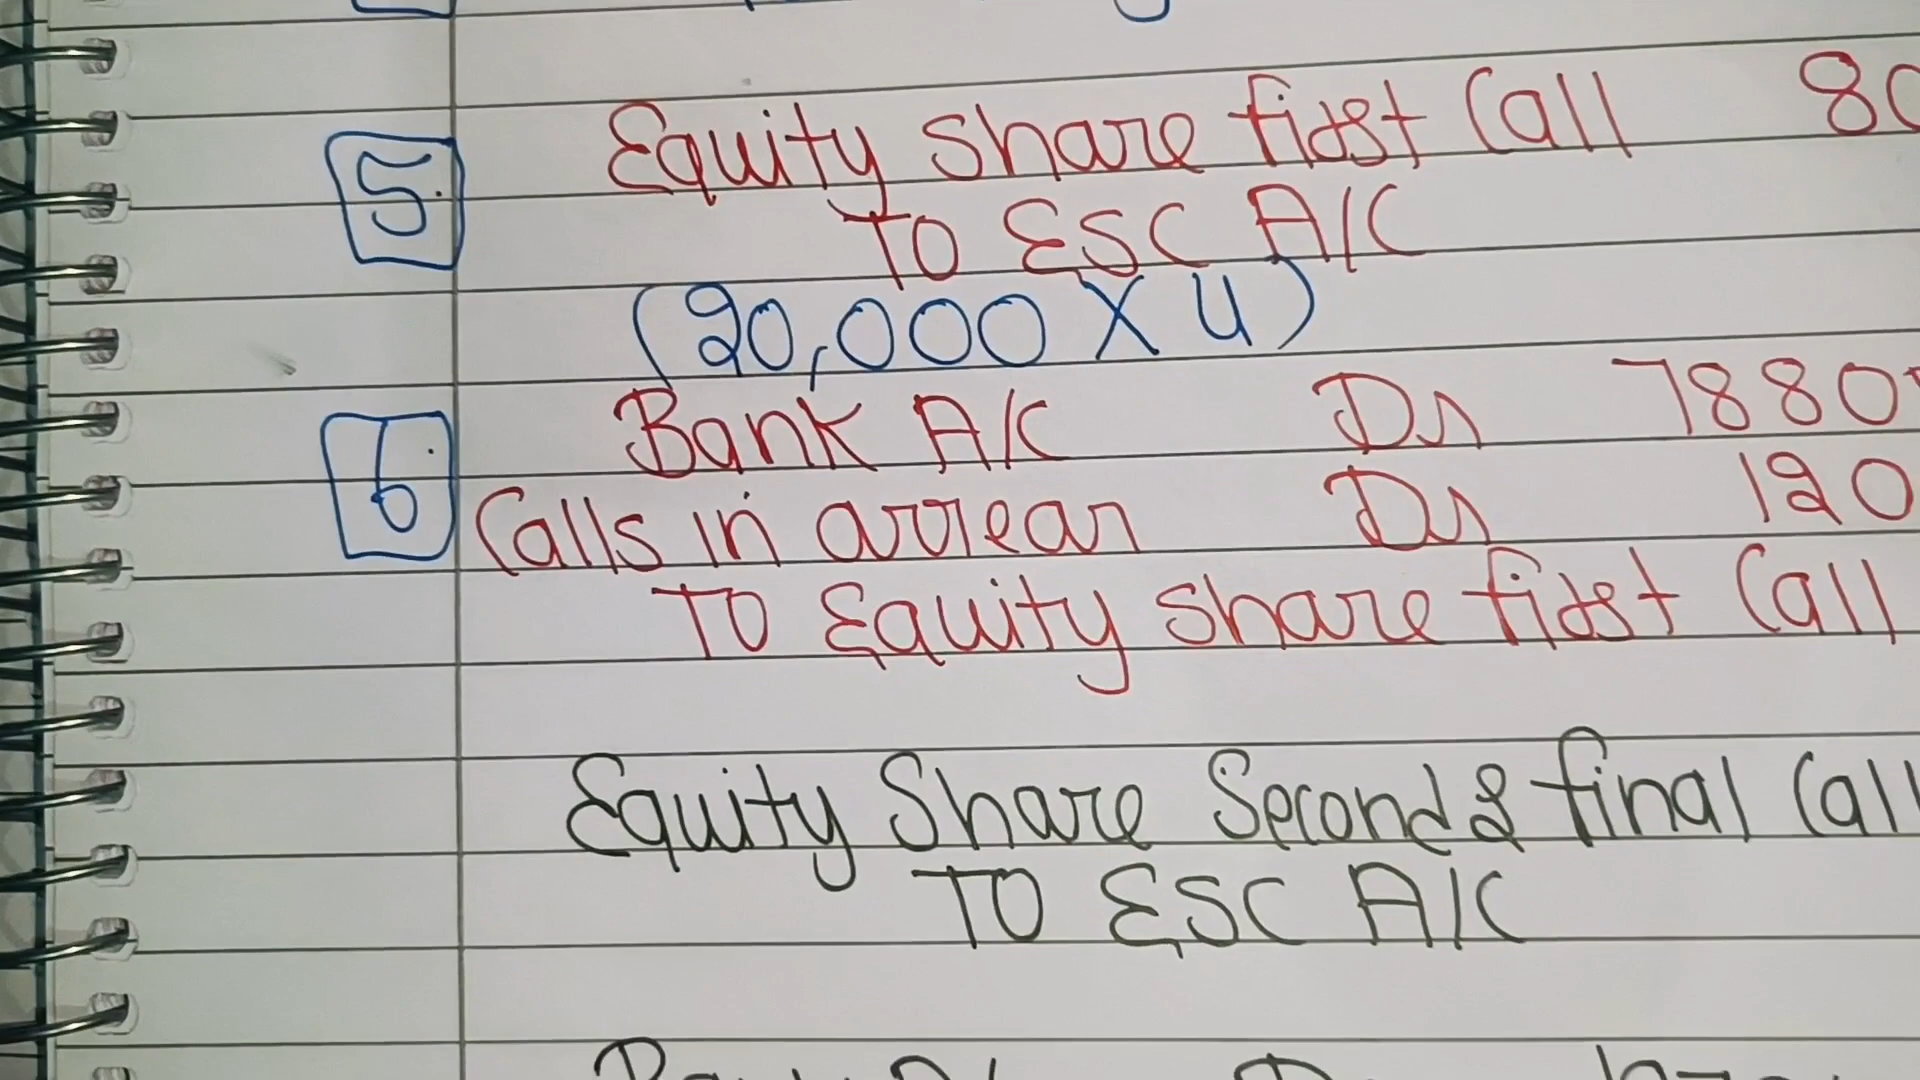 5. Equity share first Call 80
TO ESC A/C
(20,000 X 4)
6. Bank A/C Dr 7880
Calls in arrear Dr 120
TO Equity share first Call
Equity Share Second & final Call
TO ESC A/C